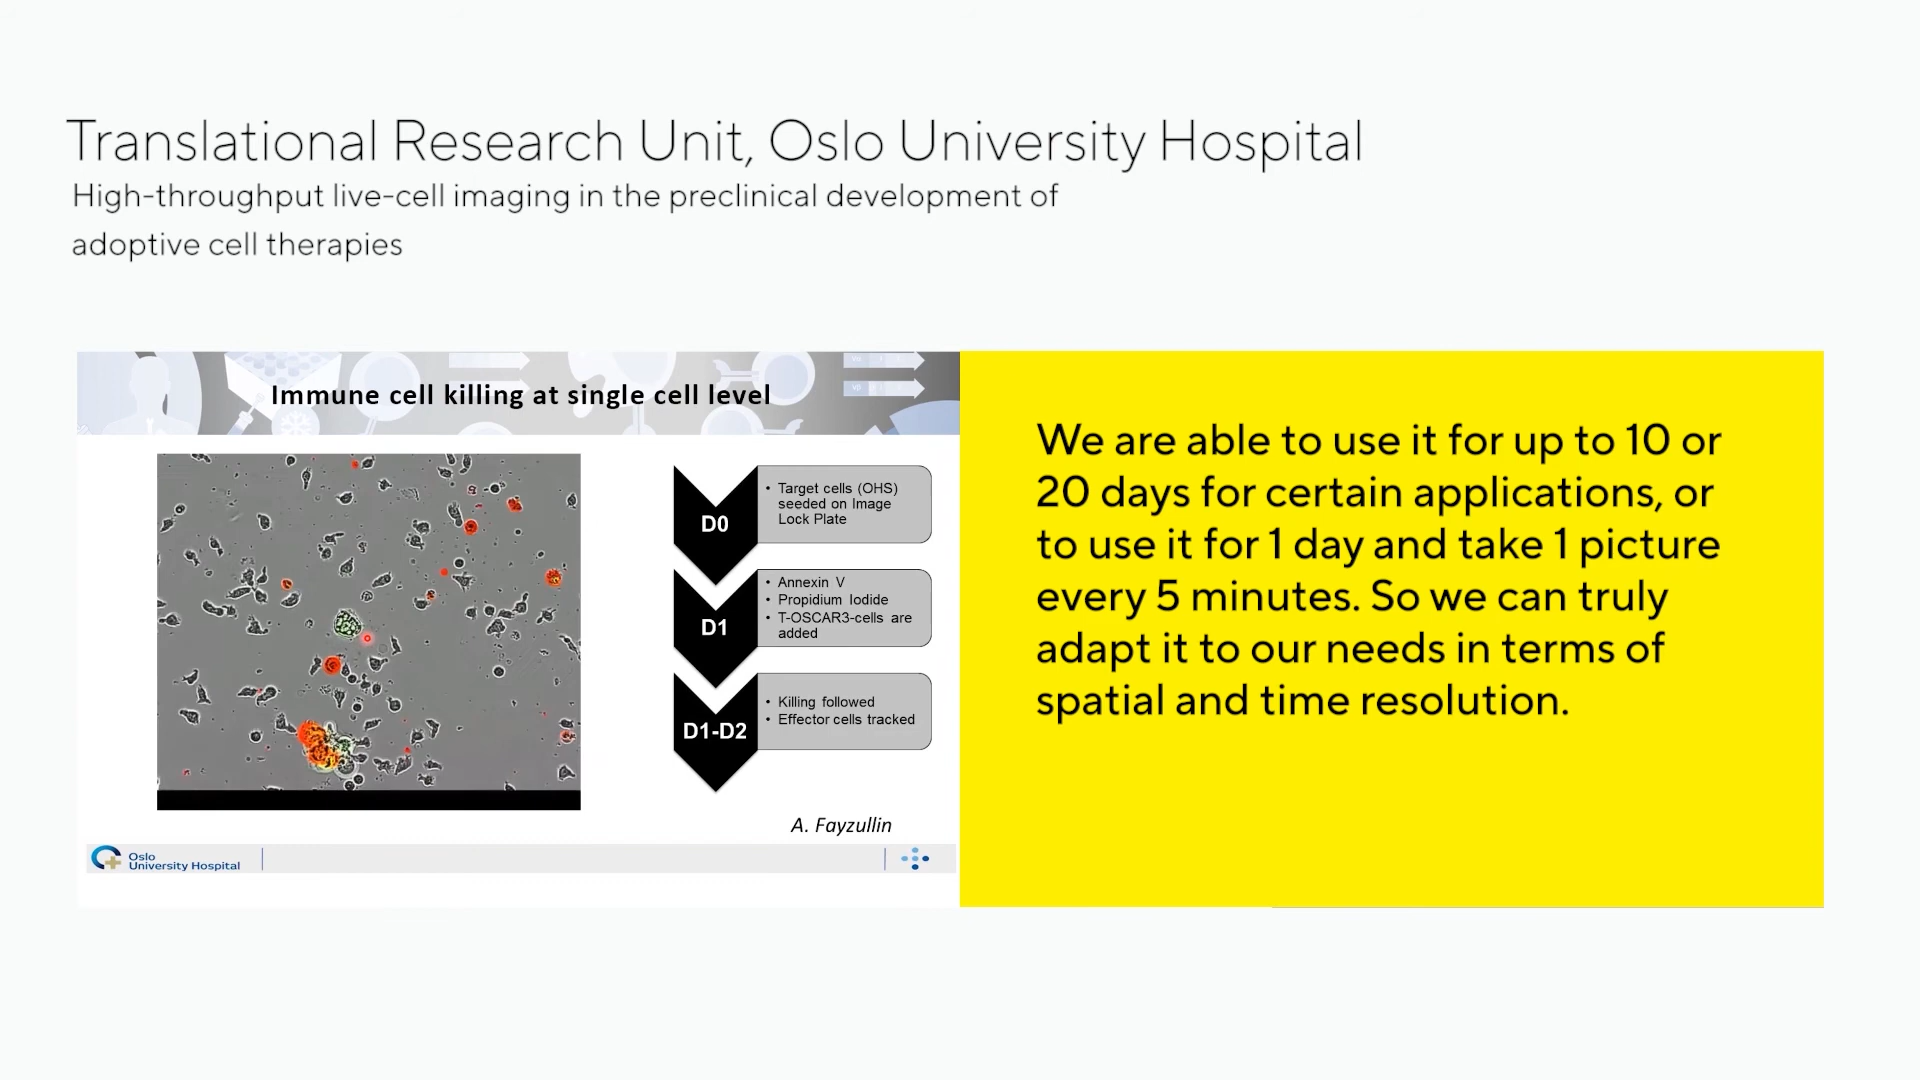 Translational Research Unit, Oslo University Hospital
High-throughput live-cell imaging in the preclinical development of
adoptive cell therapies
Immune cell killing at single cell level
D0
• Target cells (OHS)
seeded on Image
Lock Plate
D1
• Annexin V
• Propidium Iodide
• T-OSCAR3-cells are
added
D1-D2
• Killing followed
• Effector cells tracked
A. Fayzullin
Oslo
University Hospital
We are able to use it for up to 10 or
20 days for certain applications, or
to use it for 1 day and take 1 picture
every 5 minutes. So we can truly
adapt it to our needs in terms of
spatial and time resolution.